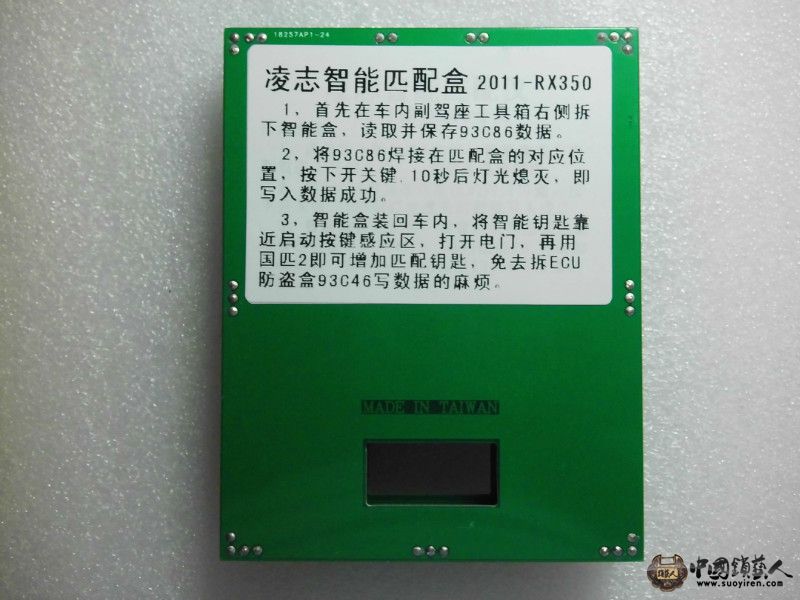 18257AP1-24
凌志智能匹配盒 2011-RX350
1，首先在车内副驾座工具箱右侧拆
下智能盒，读取并保存93C86数据。
2，将93C86焊接在匹配盒的对应位
置，按下开关键.10秒后灯光熄灭，即
写入数据成功。
3，智能盒装回车内，将智能钥匙靠
近启动按键感应区，打开电门，再用
国匹2即可增加匹配钥匙，免去拆ECU
防盗盒93C46写数据的麻烦。
MADE IN TAIWAN
中國鎖藝人
www.suoyiren.com